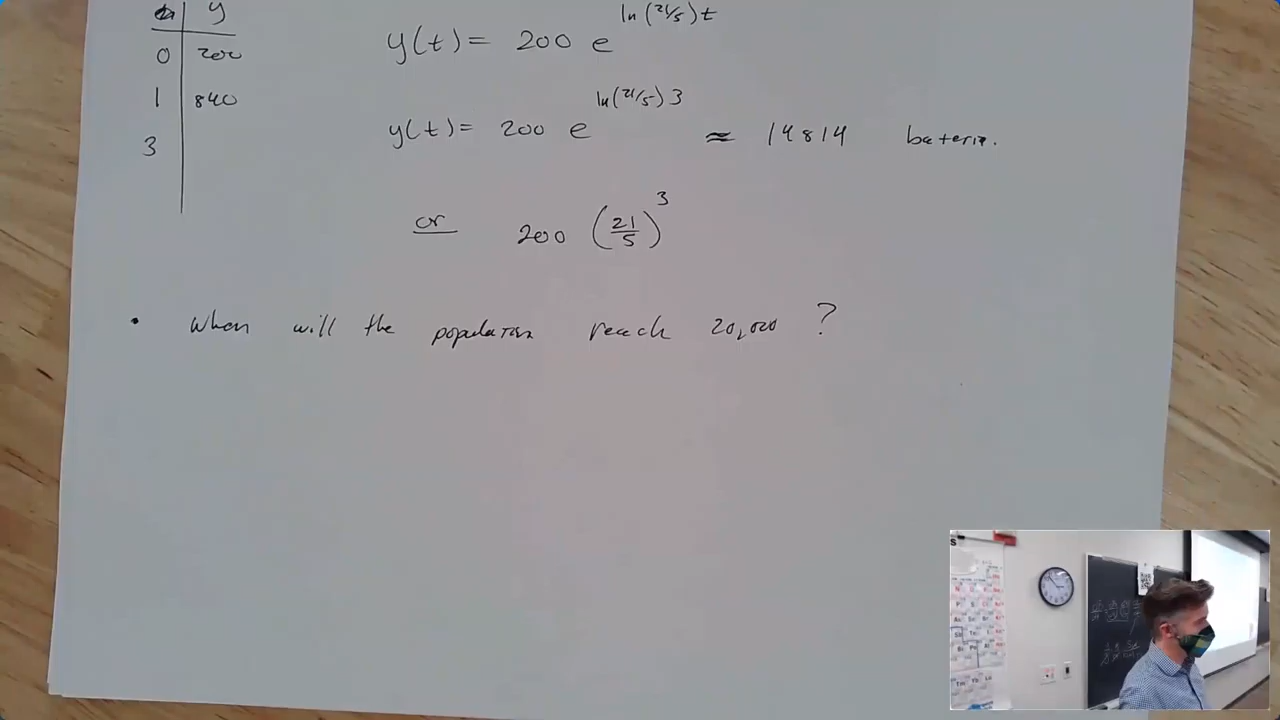 y
0 200
1 840
3
y(t) = 200 e^{ln(21/5)t}
y(t) = 200 e^{ln(21/5)3} ≈ 14814 bateria.
or 200 (21/5)^3
• When will the population reach 20,000 ?